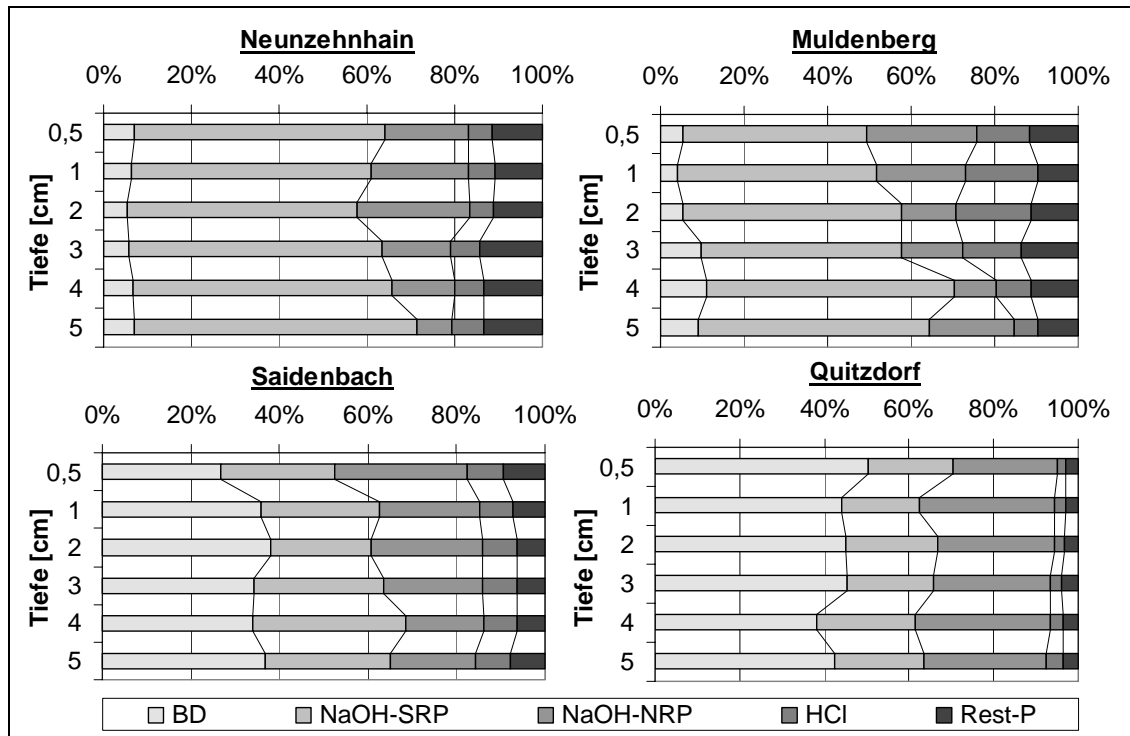 Neunzehnhain
0% 20% 40% 60% 80% 100%
Tiefe [cm]
0,5
1
2
3
4
5
Muldenberg
0% 20% 40% 60% 80% 100%
Tiefe [cm]
0,5
1
2
3
4
5
Saidenbach
0% 20% 40% 60% 80% 100%
Tiefe [cm]
0,5
1
2
3
4
5
Quitzdorf
0% 20% 40% 60% 80% 100%
Tiefe [cm]
0,5
1
2
3
4
5
BD NaOH-SRP NaOH-NRP HCl Rest-P